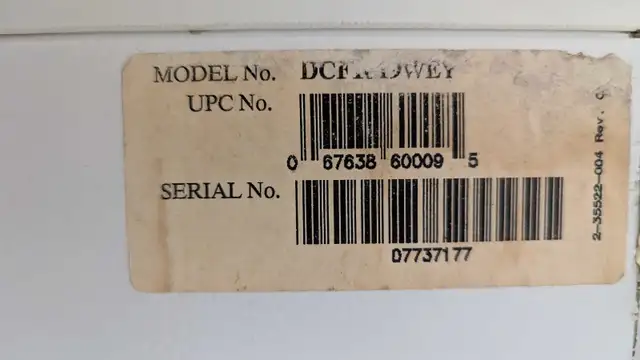 MODEL No.
UPC No.
0 67638 60009 5
SERIAL No.
07737177
2-35522-004 Rev.